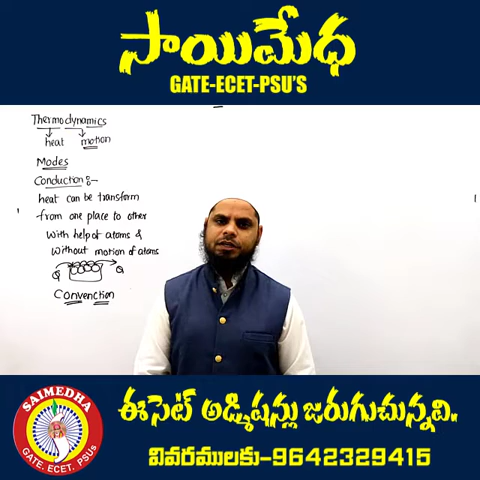 సాయిమేధ
GATE-ECET-PSU'S
Thermodynamics
heat motion
Modes
Conduction:-
heat can be transform
from one place to other
with help of atoms &
without motion of atoms
Q Q
Convenction
SAIMEDHA
GATE, ECET, PSUs
ఈసెట్ అడ్మిషన్లు జరుగుచున్నవి.
వివరములకు-9642329415